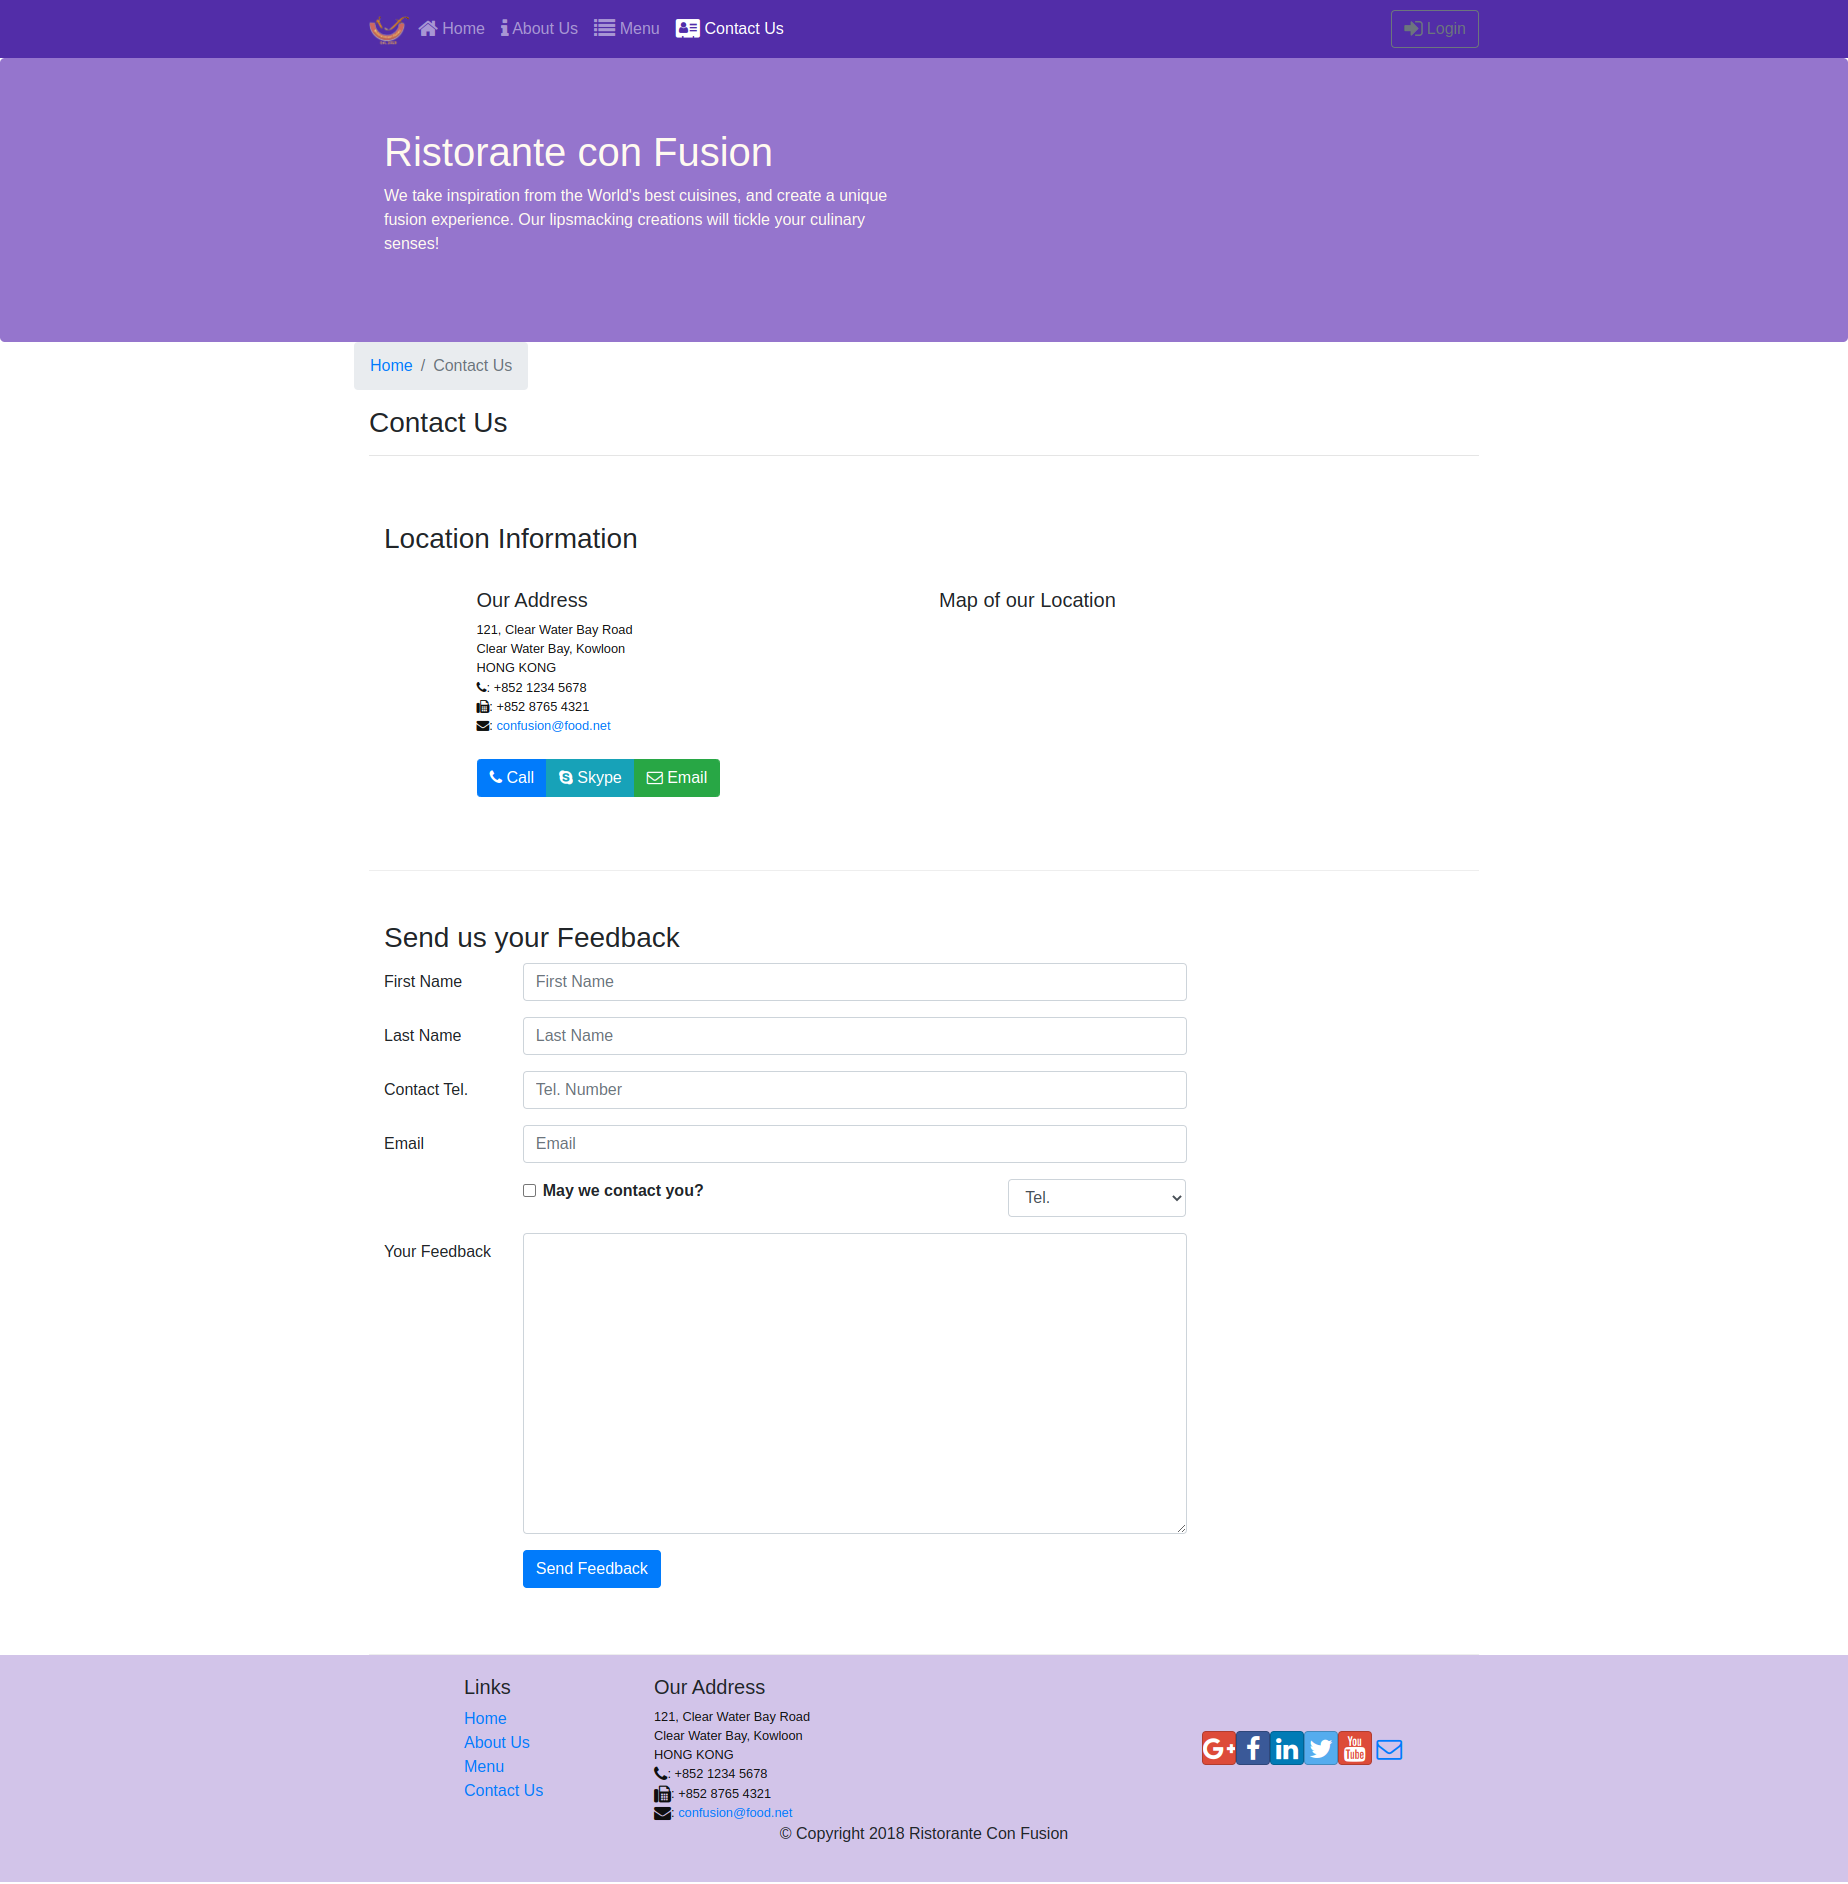 Home About Us Menu Contact Us Login
Ristorante con Fusion
We take inspiration from the World's best cuisines, and create a unique
fusion experience. Our lipsmacking creations will tickle your culinary
senses!
Home / Contact Us
Contact Us
Location Information
Our Address
121, Clear Water Bay Road
Clear Water Bay, Kowloon
HONG KONG
: +852 1234 5678
: +852 8765 4321
: confusion@food.net
Call Skype Email
Map of our Location
Send us your Feedback
First Name First Name
Last Name Last Name
Contact Tel. Tel. Number
Email Email
May we contact you? Tel.
Your Feedback
Send Feedback
Links
Home
About Us
Menu
Contact Us
Our Address
121, Clear Water Bay Road
Clear Water Bay, Kowloon
HONG KONG
: +852 1234 5678
: +852 8765 4321
: confusion@food.net
G+ f in You Tube
© Copyright 2018 Ristorante Con Fusion